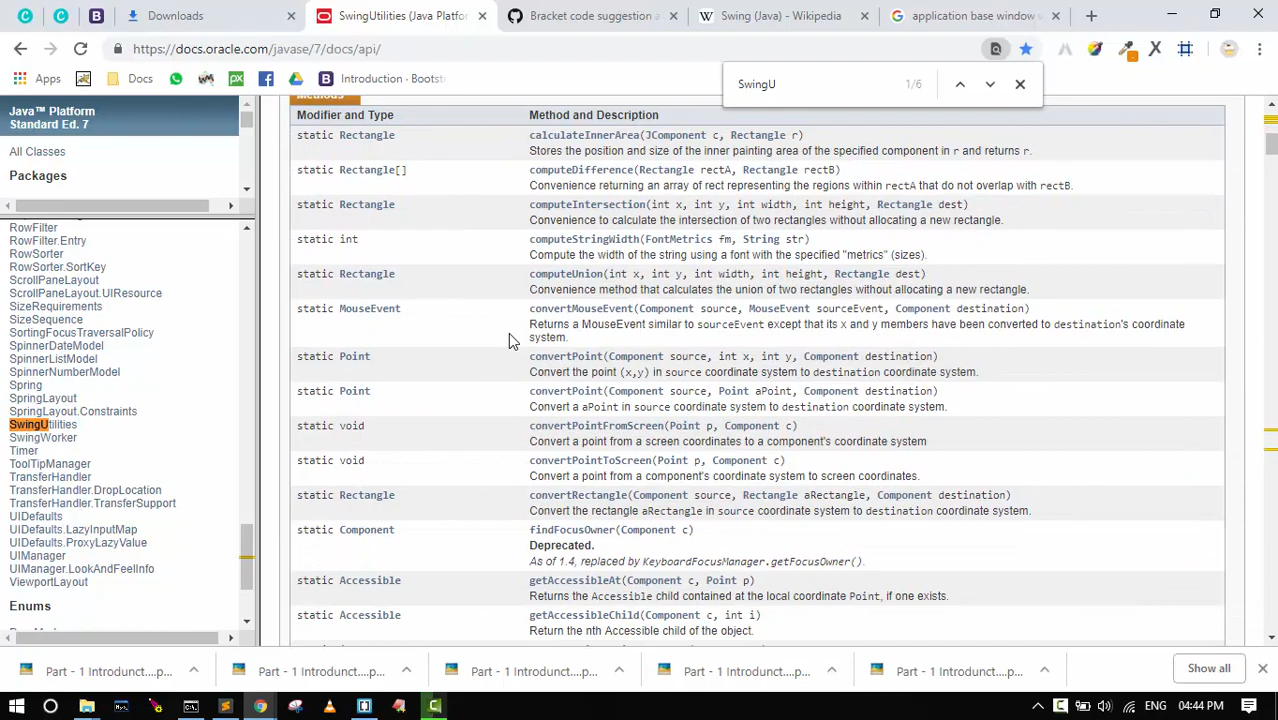 Downloads
SwingUtilities (Java Platfor
Bracket code suggestion a
Swing (Java) - Wikipedia
application base window
https://docs.oracle.com/javase/7/docs/api/
Apps
Docs
Introduction · Bootst
SwingU 1/6
Java™ Platform
Standard Ed. 7
All Classes
Packages
RowFilter
RowFilter.Entry
RowSorter
RowSorter.SortKey
ScrollPaneLayout
ScrollPaneLayout.UIResource
SizeRequirements
SizeSequence
SortingFocusTraversalPolicy
SpinnerDateModel
SpinnerListModel
SpinnerNumberModel
Spring
SpringLayout
SpringLayout.Constraints
SwingUtilities
SwingWorker
Timer
ToolTipManager
TransferHandler
TransferHandler.DropLocation
TransferHandler.TransferSupport
UIDefaults
UIDefaults.LazyInputMap
UIDefaults.ProxyLazyValue
UIManager
UIManager.LookAndFeelInfo
ViewportLayout
Enums
Methods
Modifier and Type Method and Description
static Rectangle calculateInnerArea(JComponent c, Rectangle r)
Stores the position and size of the inner painting area of the specified component in r and returns r.
static Rectangle[] computeDifference(Rectangle rectA, Rectangle rectB)
Convenience returning an array of rect representing the regions within rectA that do not overlap with rectB.
static Rectangle computeIntersection(int x, int y, int width, int height, Rectangle dest)
Convenience to calculate the intersection of two rectangles without allocating a new rectangle.
static int computeStringWidth(FontMetrics fm, String str)
Compute the width of the string using a font with the specified "metrics" (sizes).
static Rectangle computeUnion(int x, int y, int width, int height, Rectangle dest)
Convenience method that calculates the union of two rectangles without allocating a new rectangle.
static MouseEvent convertMouseEvent(Component source, MouseEvent sourceEvent, Component destination)
Returns a MouseEvent similar to sourceEvent except that its x and y members have been converted to destination's coordinate
system.
static Point convertPoint(Component source, int x, int y, Component destination)
Convert the point (x,y) in source coordinate system to destination coordinate system.
static Point convertPoint(Component source, Point aPoint, Component destination)
Convert a aPoint in source coordinate system to destination coordinate system.
static void convertPointFromScreen(Point p, Component c)
Convert a point from a screen coordinates to a component's coordinate system
static void convertPointToScreen(Point p, Component c)
Convert a point from a component's coordinate system to screen coordinates.
static Rectangle convertRectangle(Component source, Rectangle aRectangle, Component destination)
Convert the rectangle aRectangle in source coordinate system to destination coordinate system.
static Component findFocusOwner(Component c)
Deprecated.
As of 1.4, replaced by KeyboardFocusManager.getFocusOwner().
static Accessible getAccessibleAt(Component c, Point p)
Returns the Accessible child contained at the local coordinate Point, if one exists.
static Accessible getAccessibleChild(Component c, int i)
Return the nth Accessible child of the object.
Part - 1 Introdunct....p...
Part - 1 Introdunct....p...
Part - 1 Introdunct....p...
Part - 1 Introdunct....p...
Part - 1 Introdunct....p...
Show all
ENG 04:44 PM